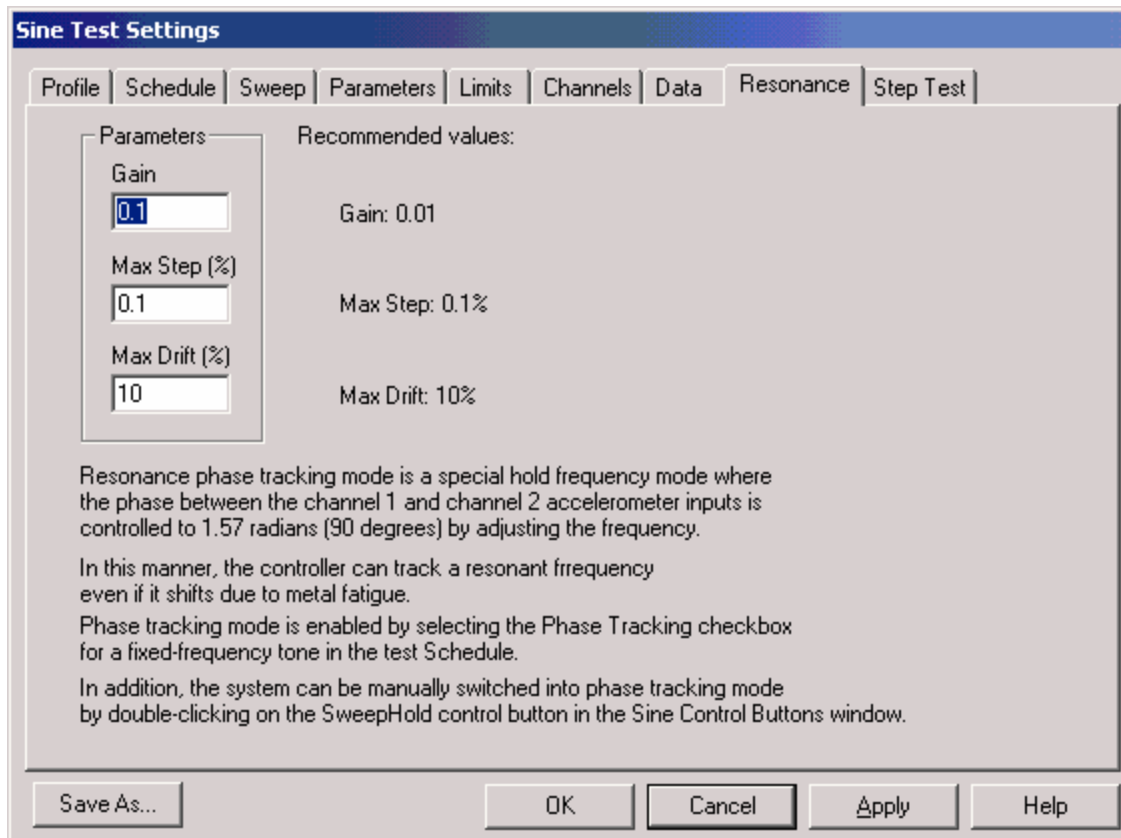 Sine Test Settings
Profile Schedule Sweep Parameters Limits Channels Data Resonance Step Test
Parameters
Recommended values:
Gain
0.1
Gain: 0.01
Max Step (%)
0.1
Max Step: 0.1%
Max Drift (%)
10
Max Drift: 10%
Resonance phase tracking mode is a special hold frequency mode where
the phase between the channel 1 and channel 2 accelerometer inputs is
controlled to 1.57 radians (90 degrees) by adjusting the frequency.
In this manner, the controller can track a resonant frrequency
even if it shifts due to metal fatigue.
Phase tracking mode is enabled by selecting the Phase Tracking checkbox
for a fixed-frequency tone in the test Schedule.
In addition, the system can be manually switched into phase tracking mode
by double-clicking on the SweepHold control button in the Sine Control Buttons window.
Save As... OK Cancel Apply Help